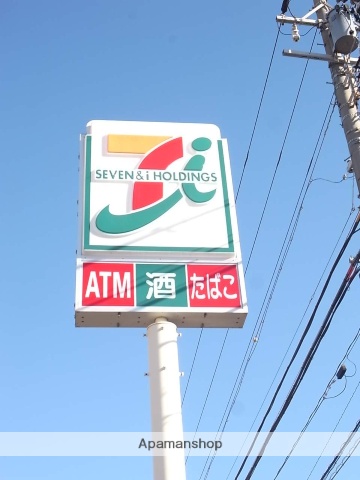 SEVEN & i HOLDINGS
ATM 酒 たばこ
Apamanshop